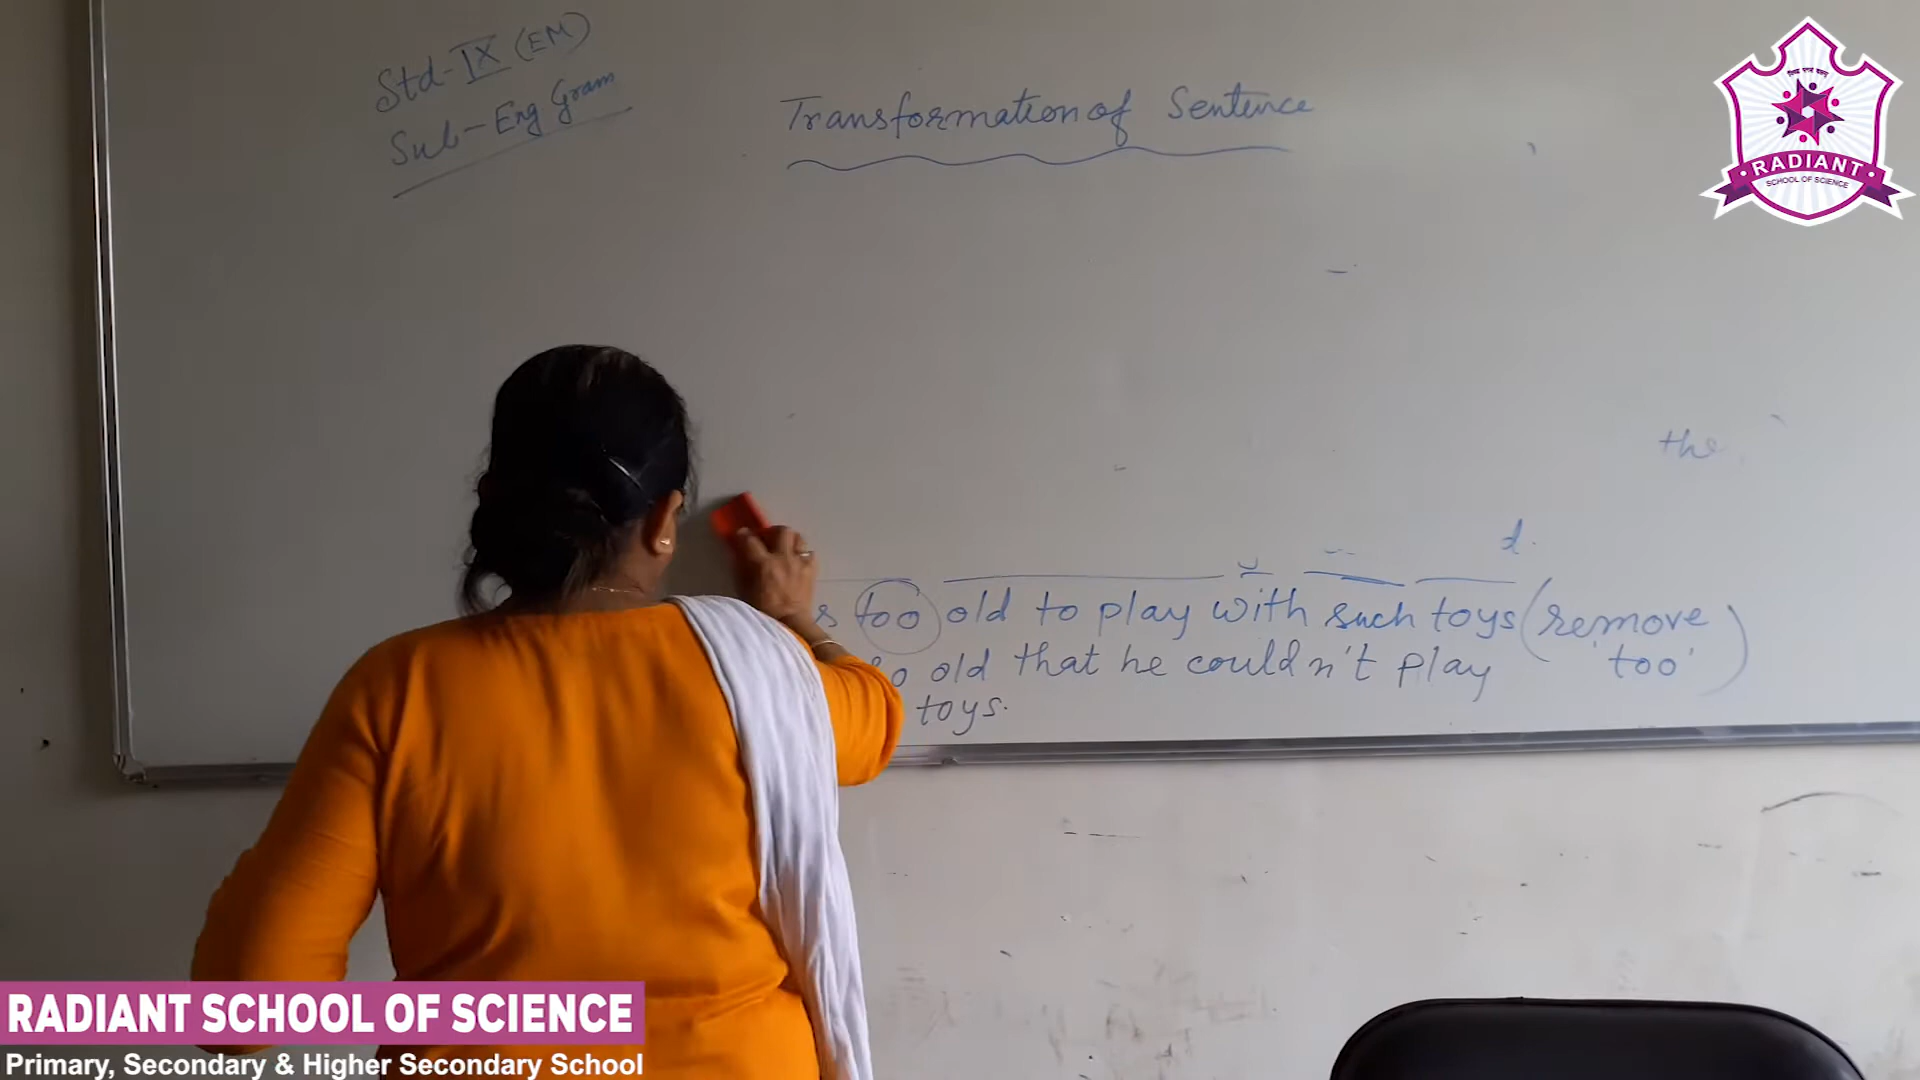 Std-IX (EM)
Sub-Eng Gram
Transformation of Sentence
RADIANT
SCHOOL OF SCIENCE
the
d.
s too old to play with such toys (remove
'too')
o old that he couldn't play
toys.
RADIANT SCHOOL OF SCIENCE
Primary, Secondary & Higher Secondary School